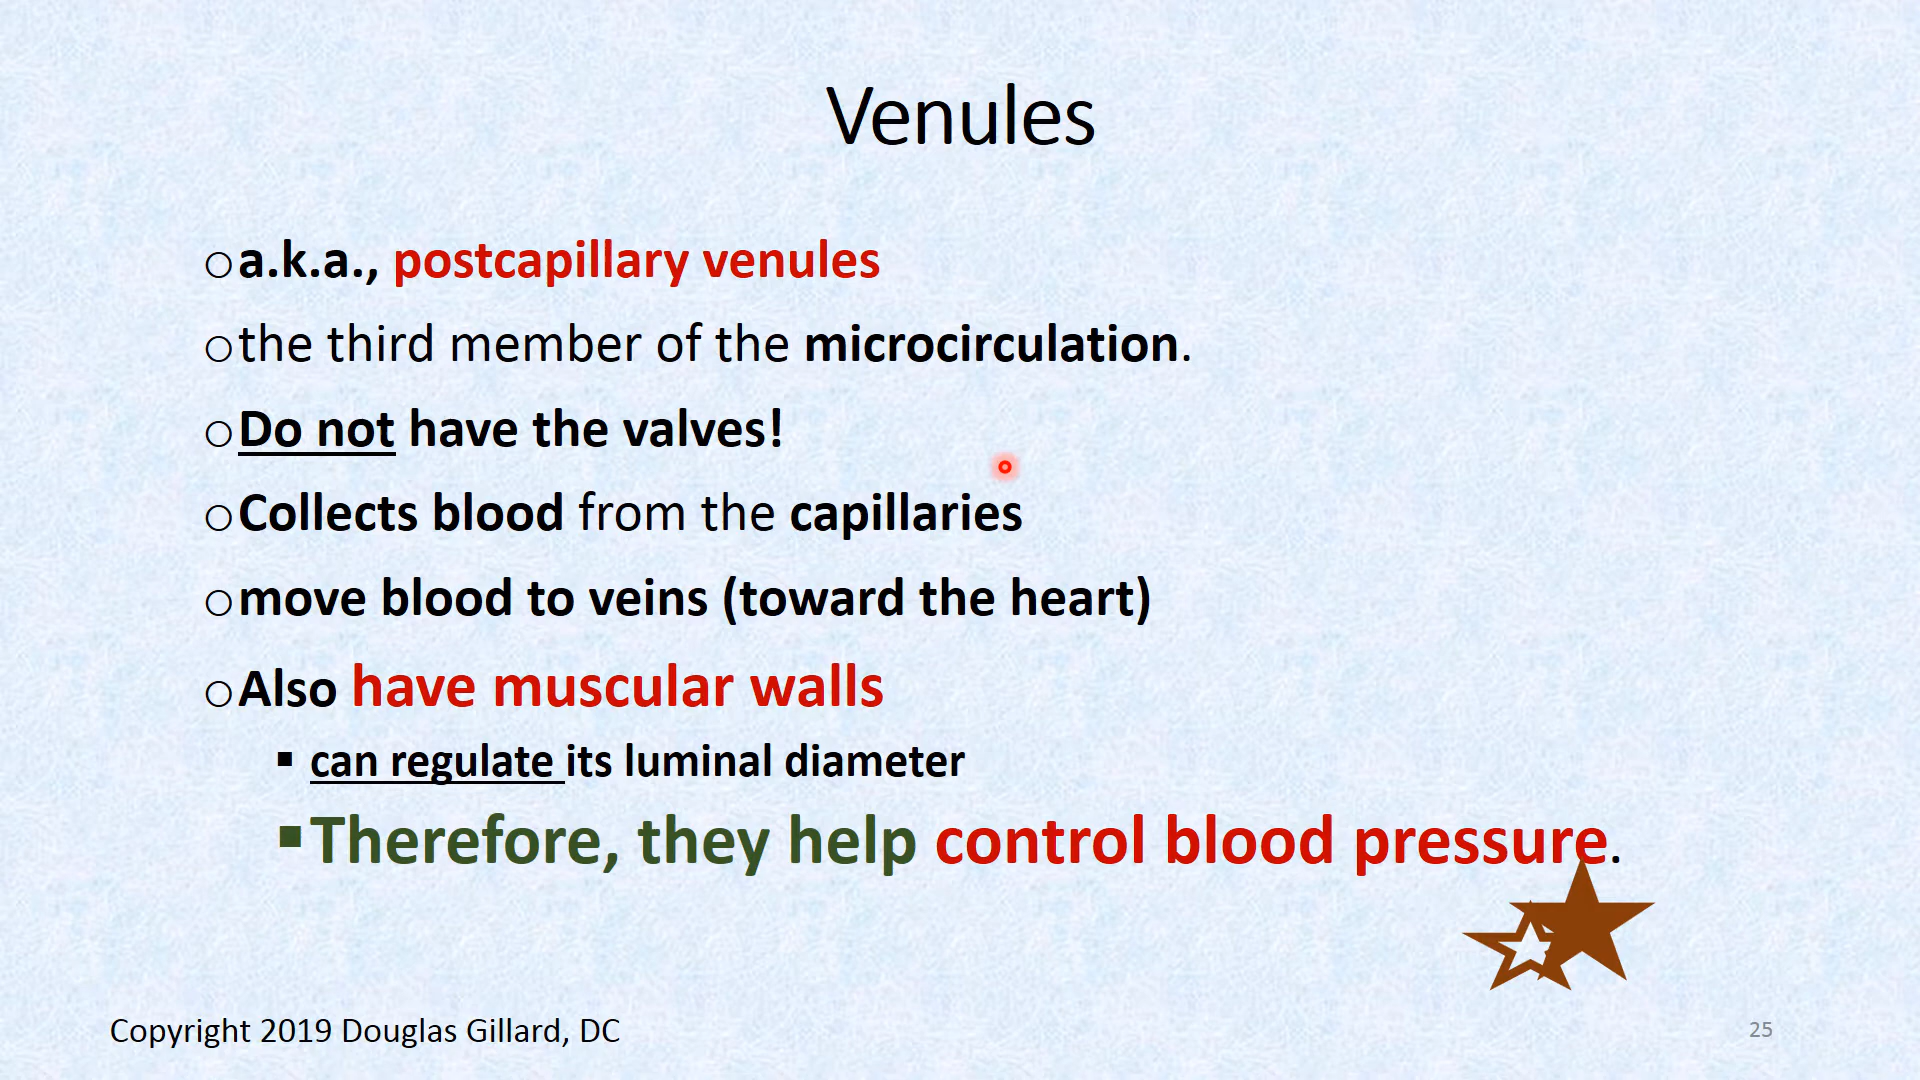 Venules
a.k.a., postcapillary venules
the third member of the microcirculation.
Do not have the valves!
Collects blood from the capillaries
move blood to veins (toward the heart)
Also have muscular walls
can regulate its luminal diameter
Therefore, they help control blood pressure.
Copyright 2019 Douglas Gillard, DC
25